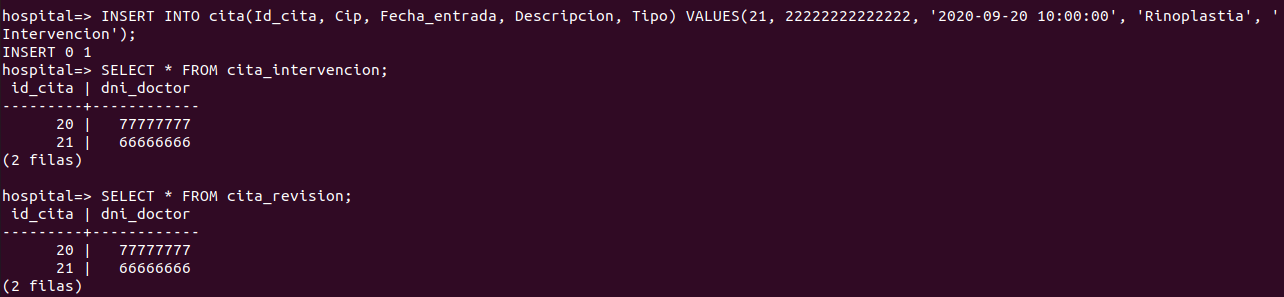 hospital=> INSERT INTO cita(Id_cita, Cip, Fecha_entrada, Descripcion, Tipo) VALUES(21, 22222222222222, '2020-09-20 10:00:00', 'Rinoplastia', '
Intervencion');
INSERT 0 1
hospital=> SELECT * FROM cita_intervencion;
 id_cita | dni_doctor
---------+------------
      20 |   77777777
      21 |   66666666
(2 filas)

hospital=> SELECT * FROM cita_revision;
 id_cita | dni_doctor
---------+------------
      20 |   77777777
      21 |   66666666
(2 filas)